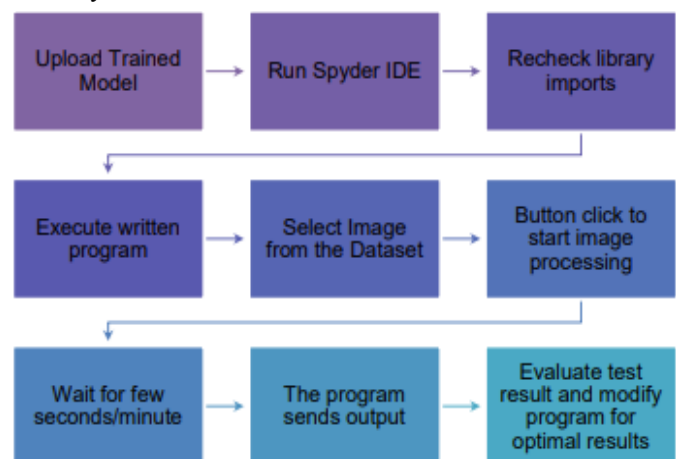 Upload Trained
Model
Run Spyder IDE
Recheck library
imports
Execute written
program
Select Image
from the Dataset
Button click to
start image
processing
Wait for few
seconds/minute
The program
sends output
Evaluate test
result and modify
program for
optimal results